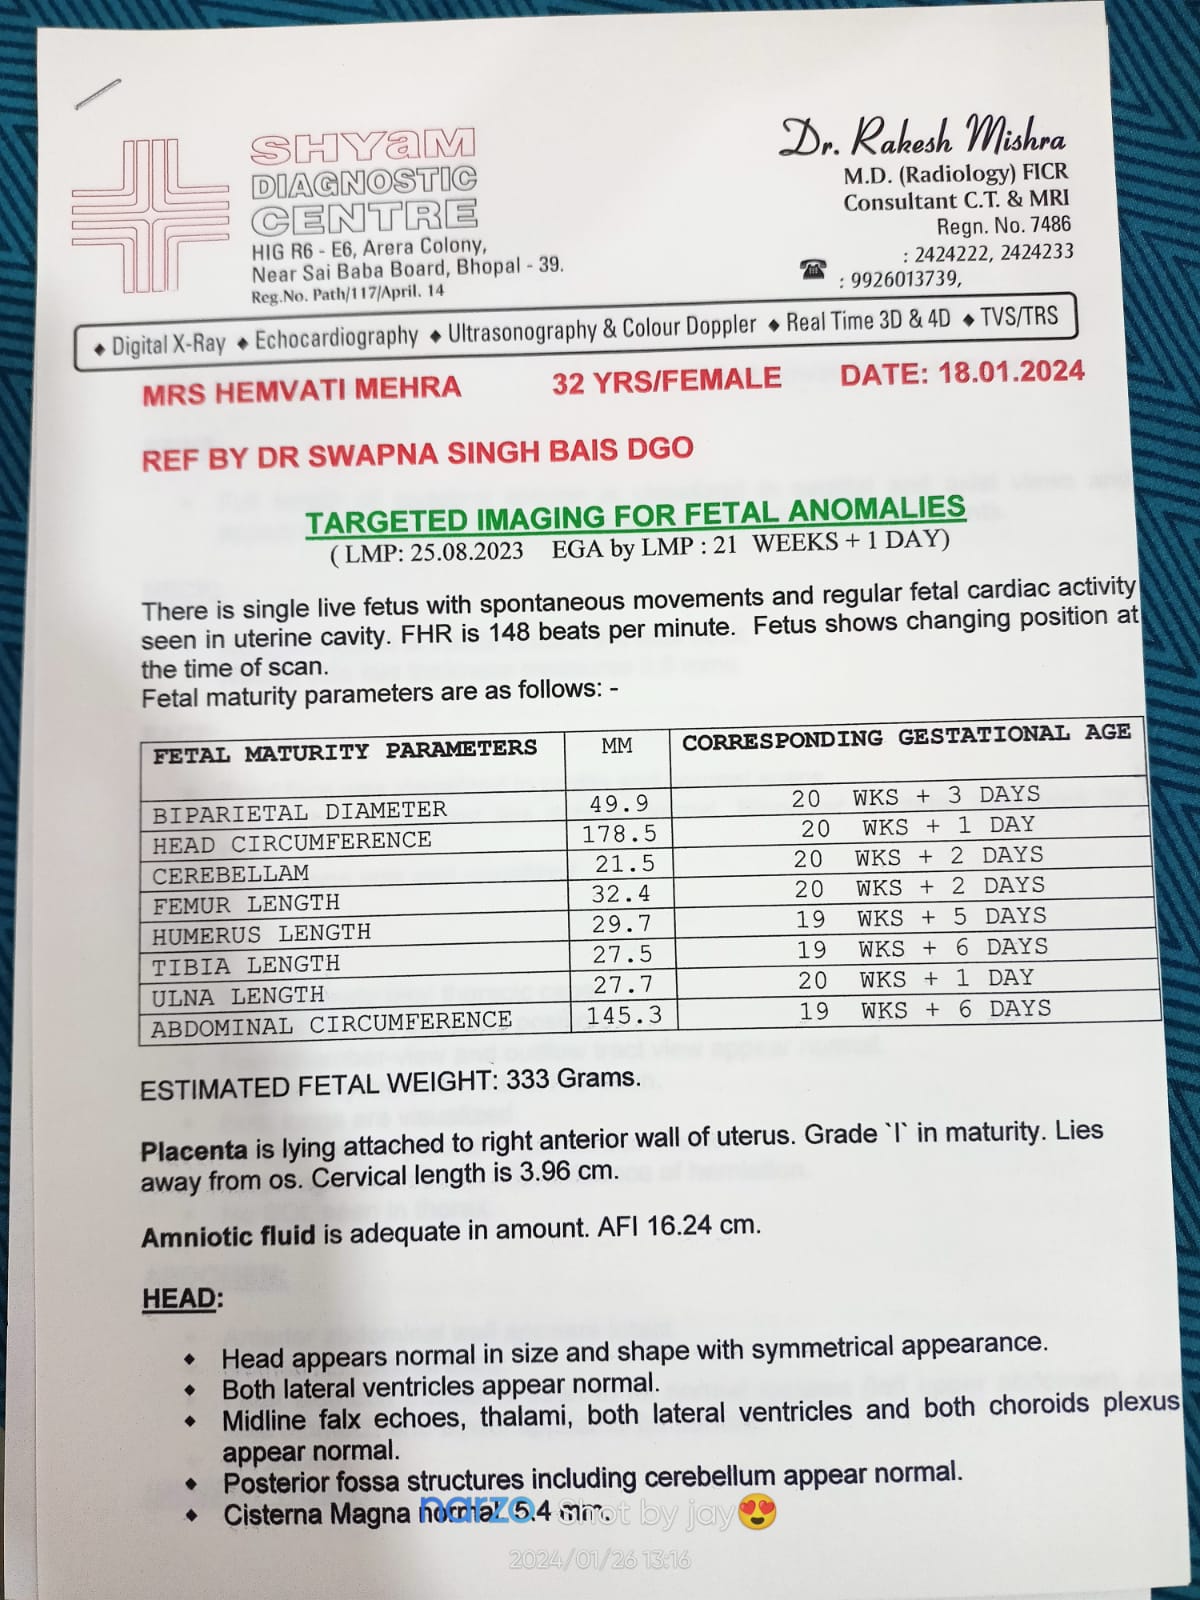 SHYaM
DIAGNOSTIC
CENTRE
HIG R6 - E6, Arera Colony,
Near Sai Baba Board, Bhopal - 39.
Reg.No. Path/117/April. 14
Dr. Rakesh Mishra
M.D. (Radiology) FICR
Consultant C.T. & MRI
Regn. No. 7486
: 2424222, 2424233
: 9926013739,
◆ Digital X-Ray ◆ Echocardiography ◆ Ultrasonography & Colour Doppler ◆ Real Time 3D & 4D ◆ TVS/TRS
MRS HEMVATI MEHRA 32 YRS/FEMALE DATE: 18.01.2024
REF BY DR SWAPNA SINGH BAIS DGO
TARGETED IMAGING FOR FETAL ANOMALIES
( LMP: 25.08.2023 EGA by LMP : 21 WEEKS + 1 DAY)
There is single live fetus with spontaneous movements and regular fetal cardiac activity
seen in uterine cavity. FHR is 148 beats per minute. Fetus shows changing position at
the time of scan.
Fetal maturity parameters are as follows: -
FETAL MATURITY PARAMETERS MM CORRESPONDING GESTATIONAL AGE
BIPARIETAL DIAMETER 49.9 20 WKS + 3 DAYS
HEAD CIRCUMFERENCE 178.5 20 WKS + 1 DAY
CEREBELLAM 21.5 20 WKS + 2 DAYS
FEMUR LENGTH 32.4 20 WKS + 2 DAYS
HUMERUS LENGTH 29.7 19 WKS + 5 DAYS
TIBIA LENGTH 27.5 19 WKS + 6 DAYS
ULNA LENGTH 27.7 20 WKS + 1 DAY
ABDOMINAL CIRCUMFERENCE 145.3 19 WKS + 6 DAYS
ESTIMATED FETAL WEIGHT: 333 Grams.
Placenta is lying attached to right anterior wall of uterus. Grade `I` in maturity. Lies
away from os. Cervical length is 3.96 cm.
Amniotic fluid is adequate in amount. AFI 16.24 cm.
HEAD:
◆ Head appears normal in size and shape with symmetrical appearance.
◆ Both lateral ventricles appear normal.
◆ Midline falx echoes, thalami, both lateral ventricles and both choroids plexus
appear normal.
◆ Posterior fossa structures including cerebellum appear normal.
◆ Cisterna Magna normal 5.4 mm.
narzo Shot by jay😍
2024/01/26 13:16